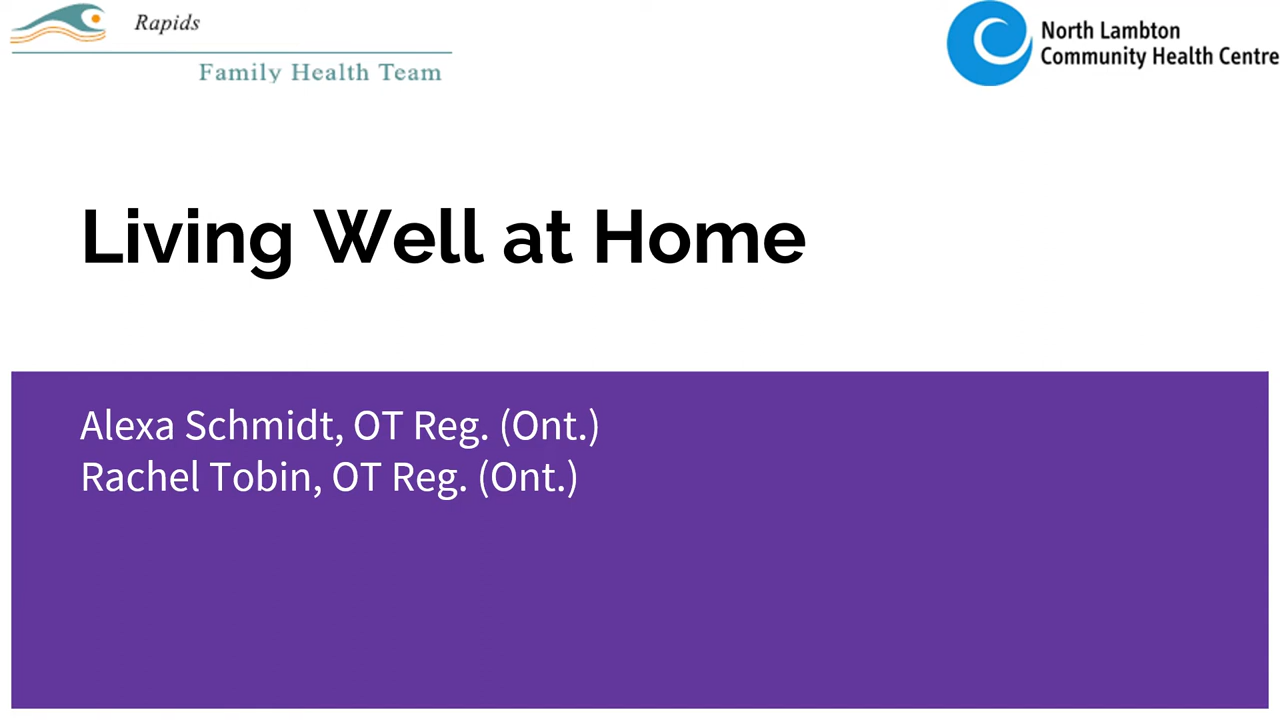 Rapids
Family Health Team
North Lambton
Community Health Centre
Living Well at Home
Alexa Schmidt, OT Reg. (Ont.)
Rachel Tobin, OT Reg. (Ont.)